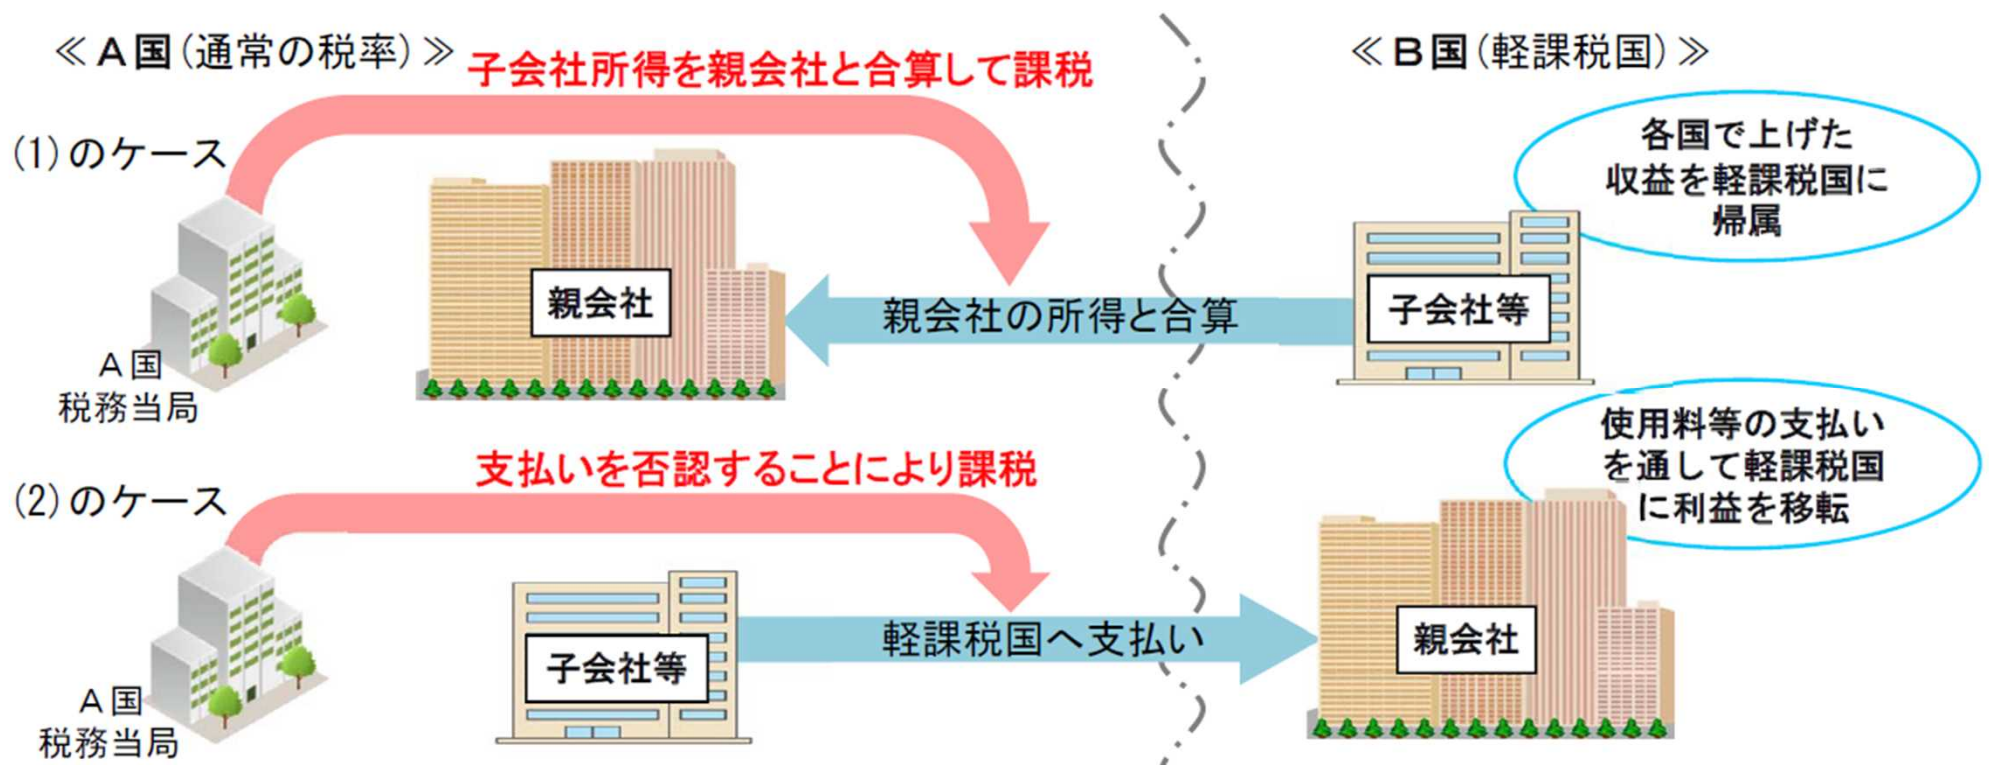 ≪A国(通常の税率)≫
≪B国(軽課税国)≫
子会社所得を親会社と合算して課税
(1)のケース
各国で上げた
収益を軽課税国に
帰属
親会社
親会社の所得と合算
子会社等
A国
税務当局
支払いを否認することにより課税
(2)のケース
使用料等の支払い
を通して軽課税国
に利益を移転
子会社等
軽課税国へ支払い
親会社
A国
税務当局